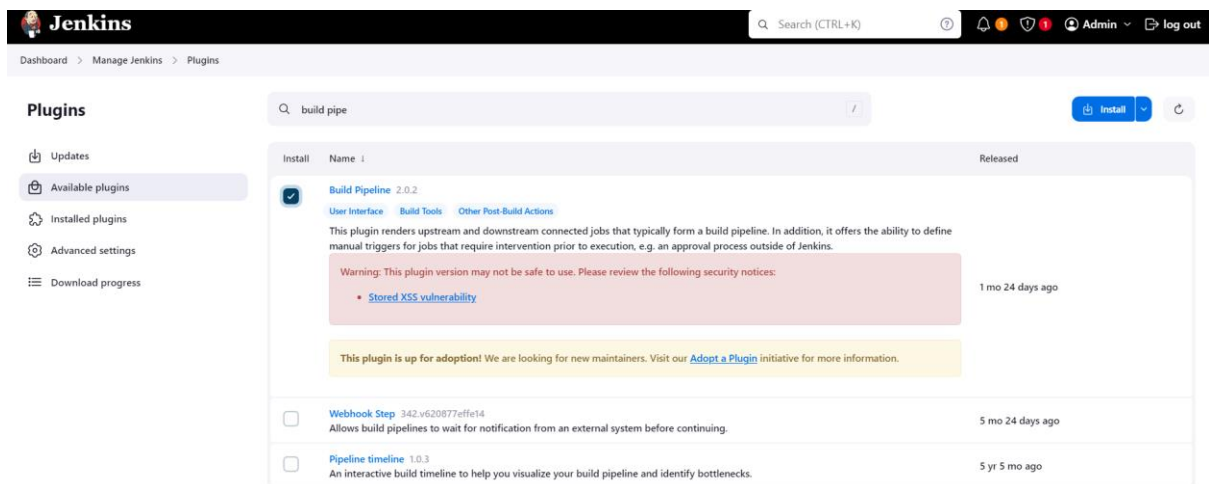 Jenkins
Search (CTRL+K)
1
1
Admin
log out
Dashboard > Manage Jenkins > Plugins
Plugins
build pipe
/
Install
Updates
Available plugins
Installed plugins
Advanced settings
Download progress
Install Name ↓ Released
Build Pipeline 2.0.2
User Interface Build Tools Other Post-Build Actions
This plugin renders upstream and downstream connected jobs that typically form a build pipeline. In addition, it offers the ability to define
manual triggers for jobs that require intervention prior to execution, e.g. an approval process outside of Jenkins.
Warning: This plugin version may not be safe to use. Please review the following security notices:
• Stored XSS vulnerability
1 mo 24 days ago
This plugin is up for adoption! We are looking for new maintainers. Visit our Adopt a Plugin initiative for more information.
Webhook Step 342.v620877effe14
Allows build pipelines to wait for notification from an external system before continuing.
5 mo 24 days ago
Pipeline timeline 1.0.3
An interactive build timeline to help you visualize your build pipeline and identify bottlenecks.
5 yr 5 mo ago